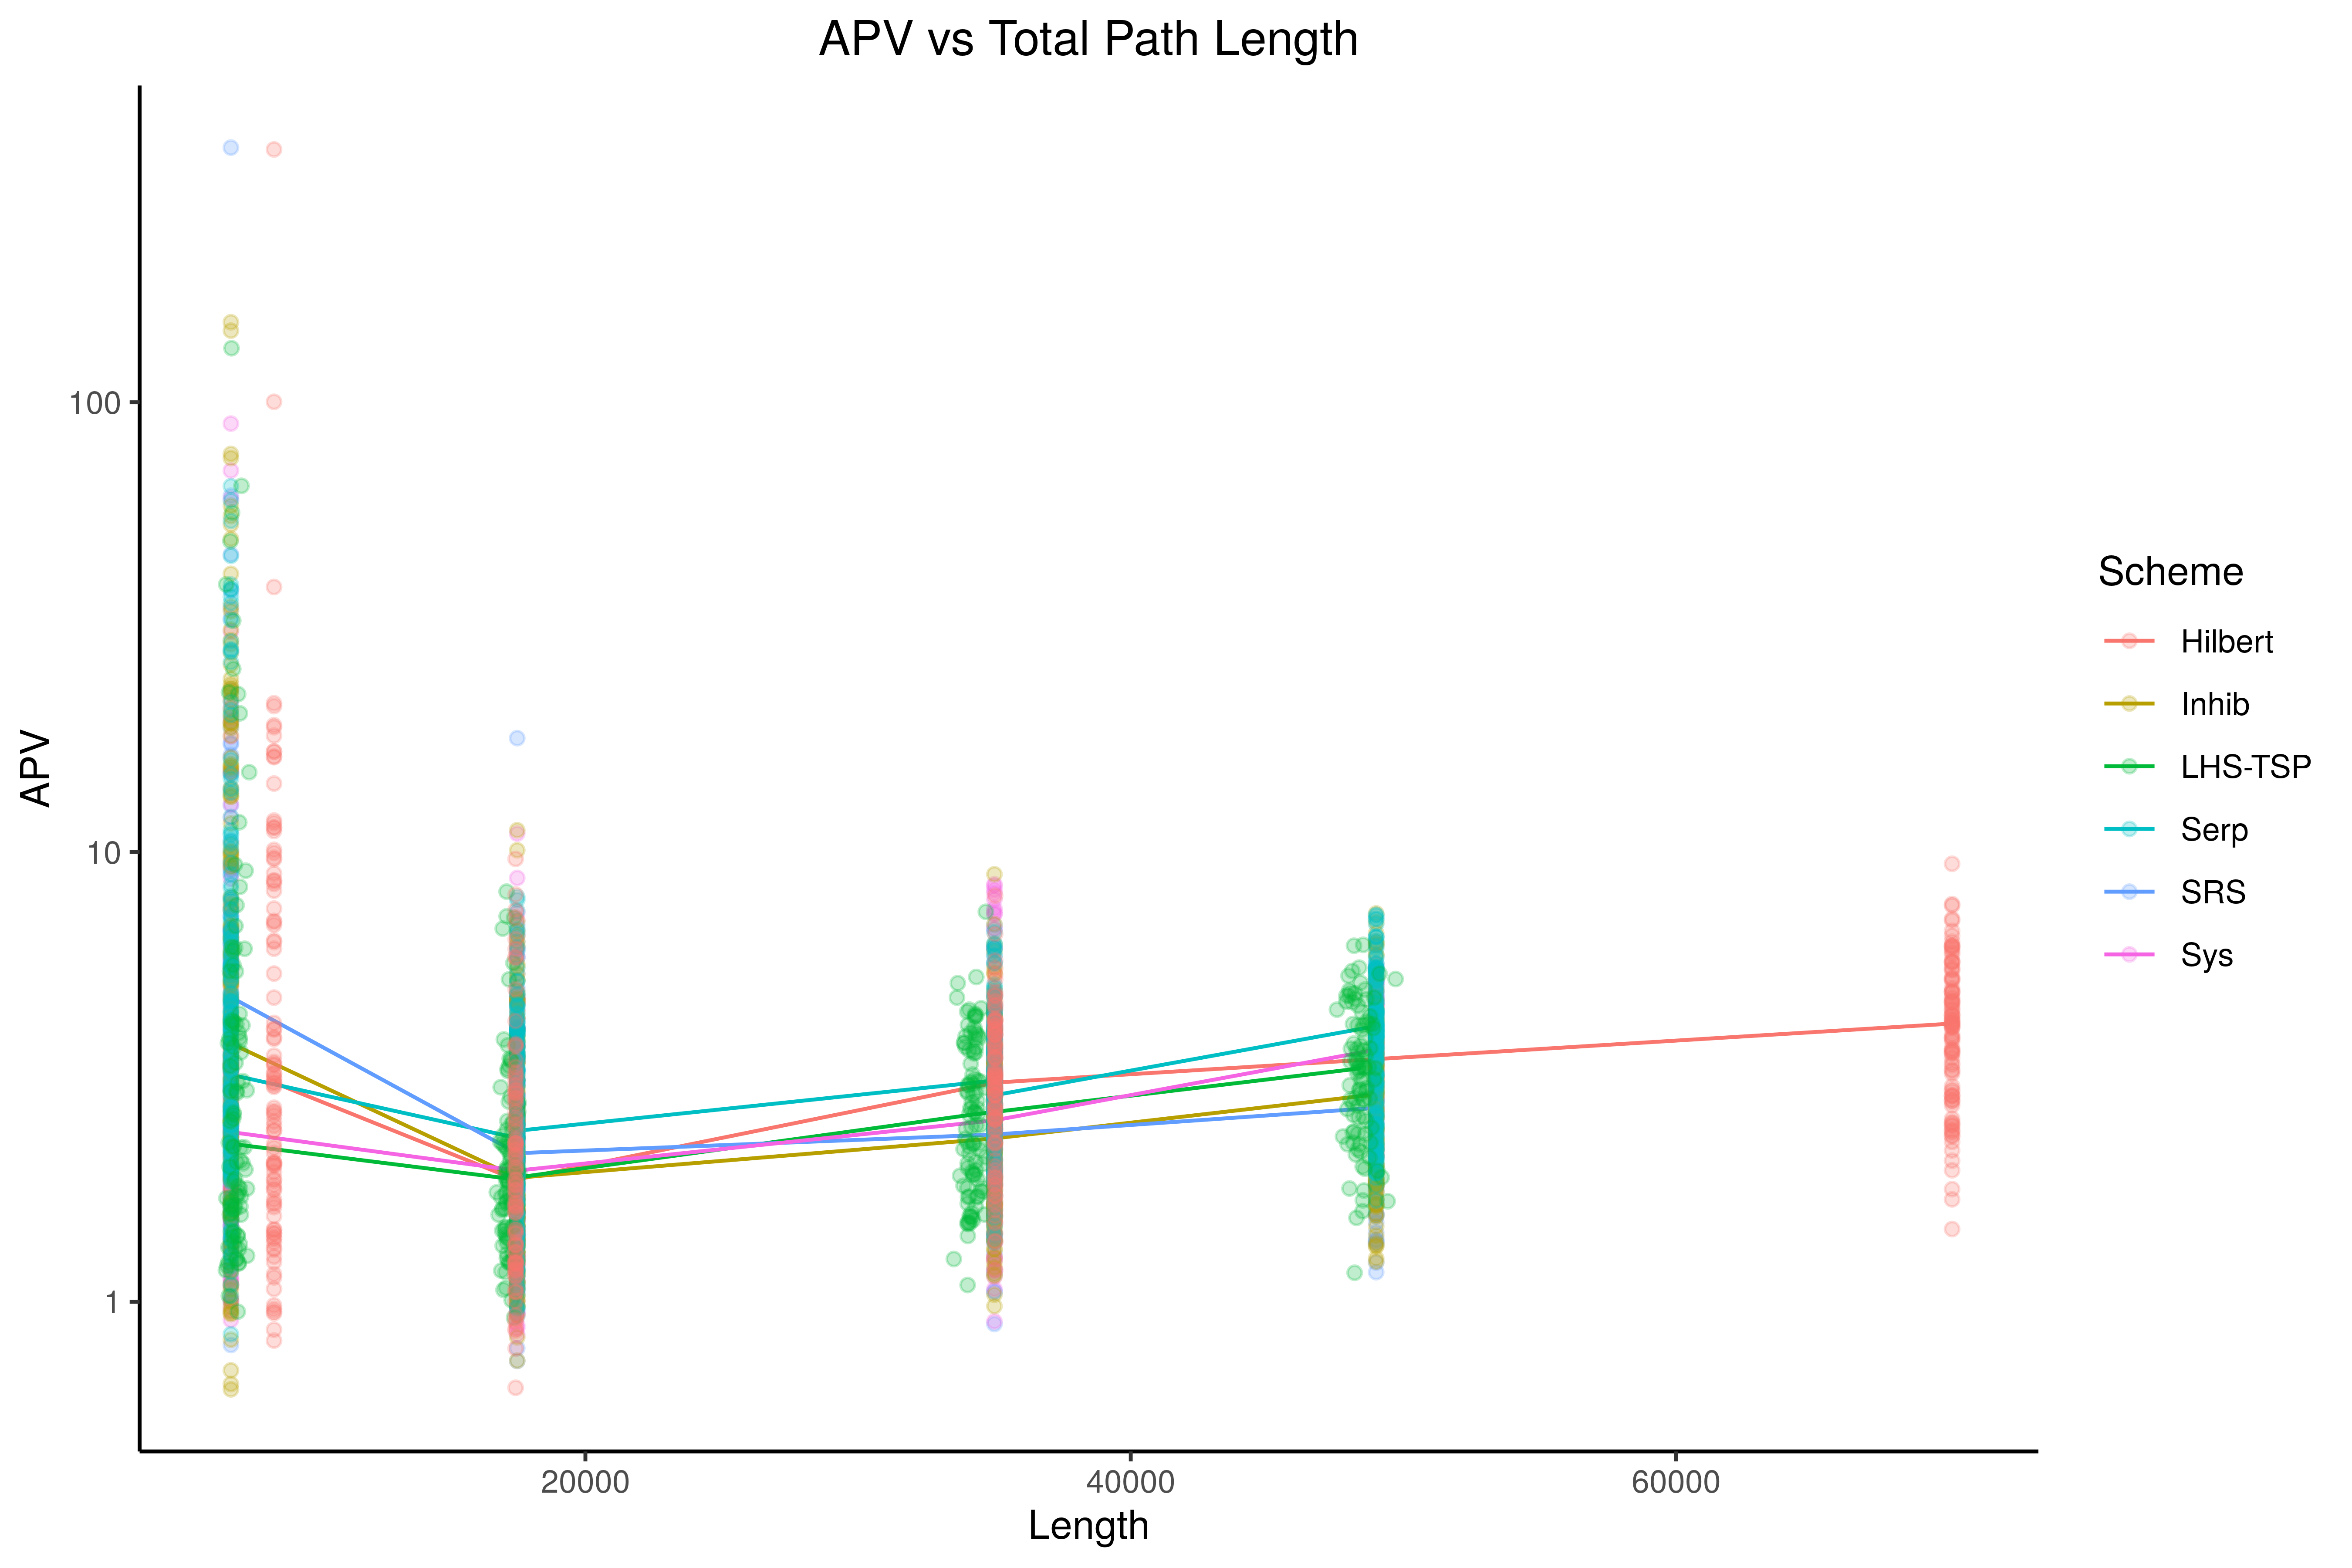 APV vs Total Path Length
APV
100
10
1
20000
40000
60000
Length
Scheme
Hilbert
Inhib
LHS-TSP
Serp
SRS
Sys